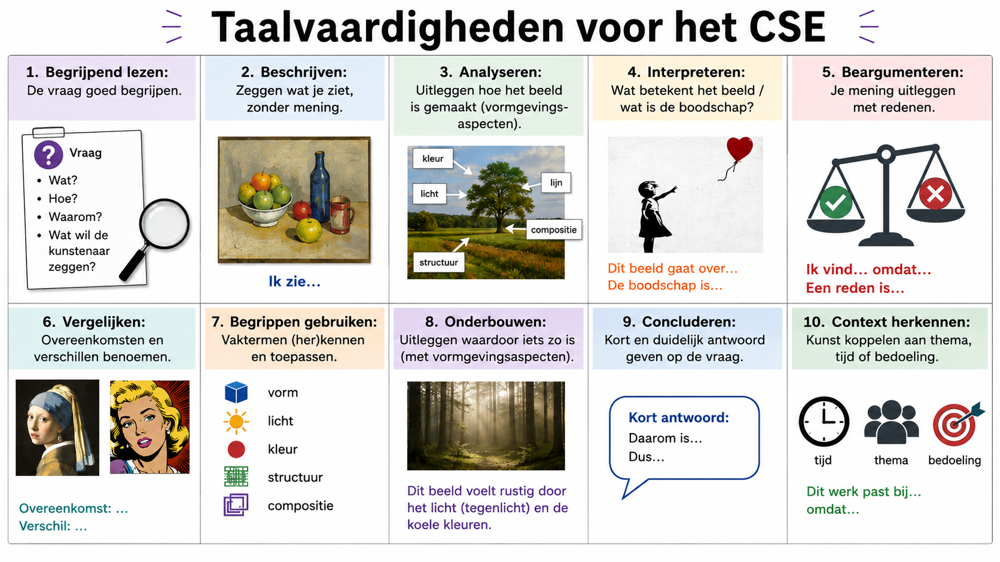 Taalvaardigheden voor het CSE
1. Begrijpend lezen:
De vraag goed begrijpen.
Vraag
• Wat?
• Hoe?
• Waarom?
• Wat wil de
kunstenaar
zeggen?
2. Beschrijven:
Zeggen wat je ziet,
zonder mening.
Ik zie...
3. Analyseren:
Uitleggen hoe het beeld
is gemaakt (vormgevings-
aspecten).
kleur
lijn
licht
compositie
structuur
4. Interpreteren:
Wat betekent het beeld /
wat is de boodschap?
Dit beeld gaat over...
De boodschap is...
5. Beargumenteren:
Je mening uitleggen
met redenen.
Ik vind... omdat...
Een reden is...
6. Vergelijken:
Overeenkomsten en
verschillen benoemen.
Overeenkomst: ...
Verschil: ...
7. Begrippen gebruiken:
Vaktermen (her)kennen
en toepassen.
vorm
licht
kleur
structuur
compositie
8. Onderbouwen:
Uitleggen waardoor iets zo is
(met vormgevingsaspecten).
Dit beeld voelt rustig door
het licht (tegenlicht) en de
koele kleuren.
9. Concluderen:
Kort en duidelijk antwoord
geven op de vraag.
Kort antwoord:
Daarom is...
Dus...
10. Context herkennen:
Kunst koppelen aan thema,
tijd of bedoeling.
tijd
thema
bedoeling
Dit werk past bij...
omdat...